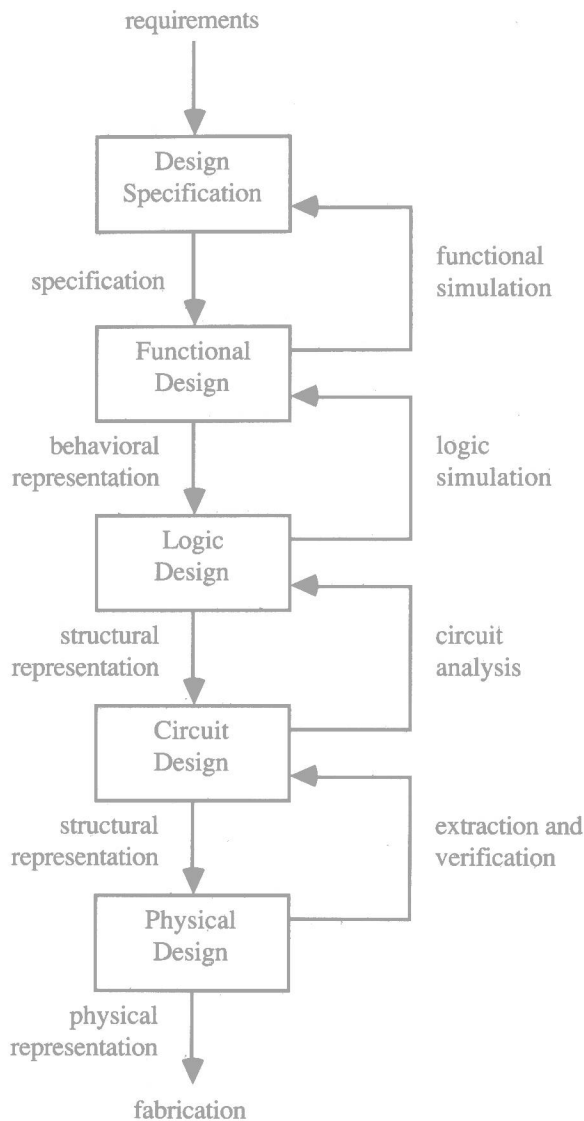 requirements
Design
Specification
specification
functional
simulation
Functional
Design
behavioral
representation
logic
simulation
Logic
Design
structural
representation
circuit
analysis
Circuit
Design
structural
representation
extraction and
verification
Physical
Design
physical
representation
fabrication